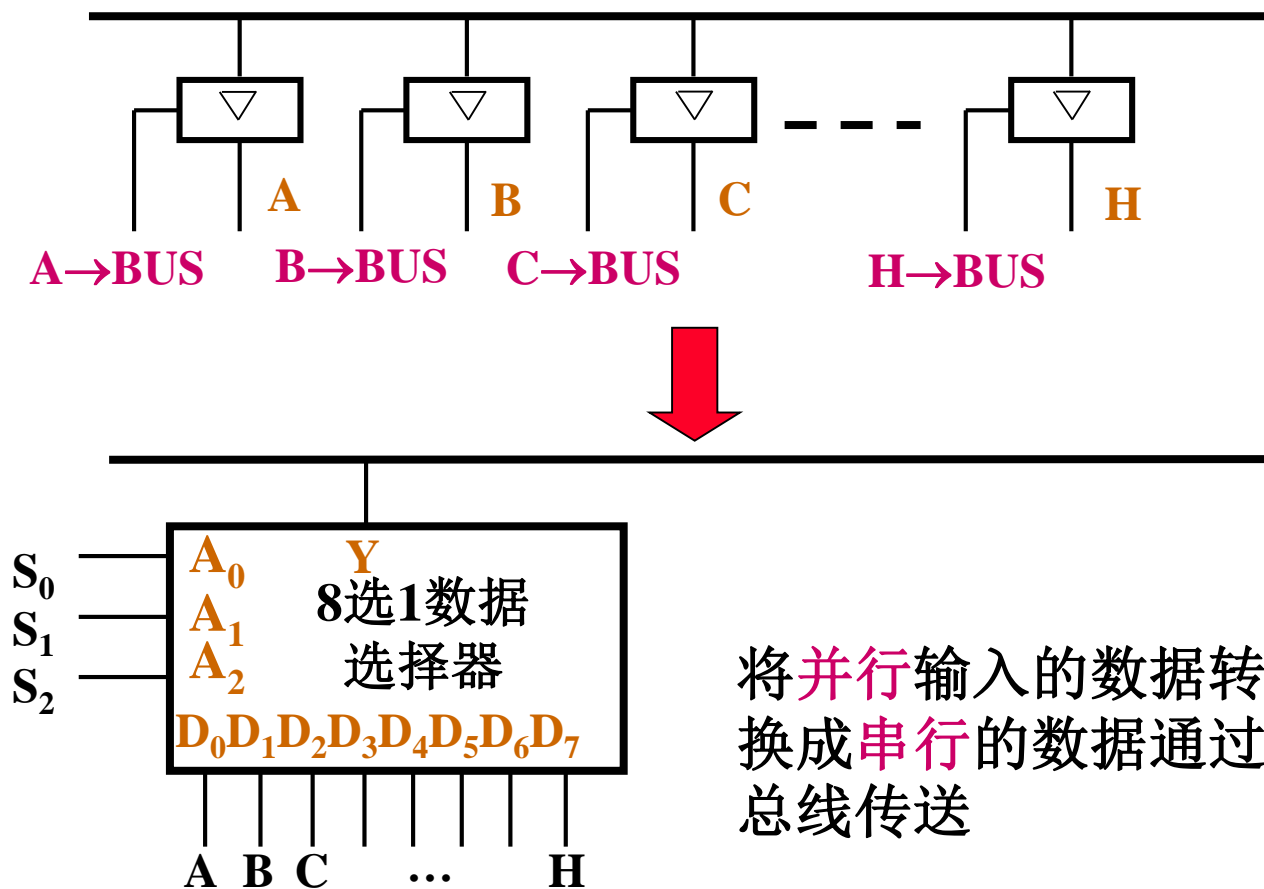 A B C H
A→BUS B→BUS C→BUS H→BUS
S₀ A₀ Y
8选1数据
S₁ A₁
选择器
S₂ A₂
D₀D₁D₂D₃D₄D₅D₆D₇
A B C … H
将并行输入的数据转
换成串行的数据通过
总线传送